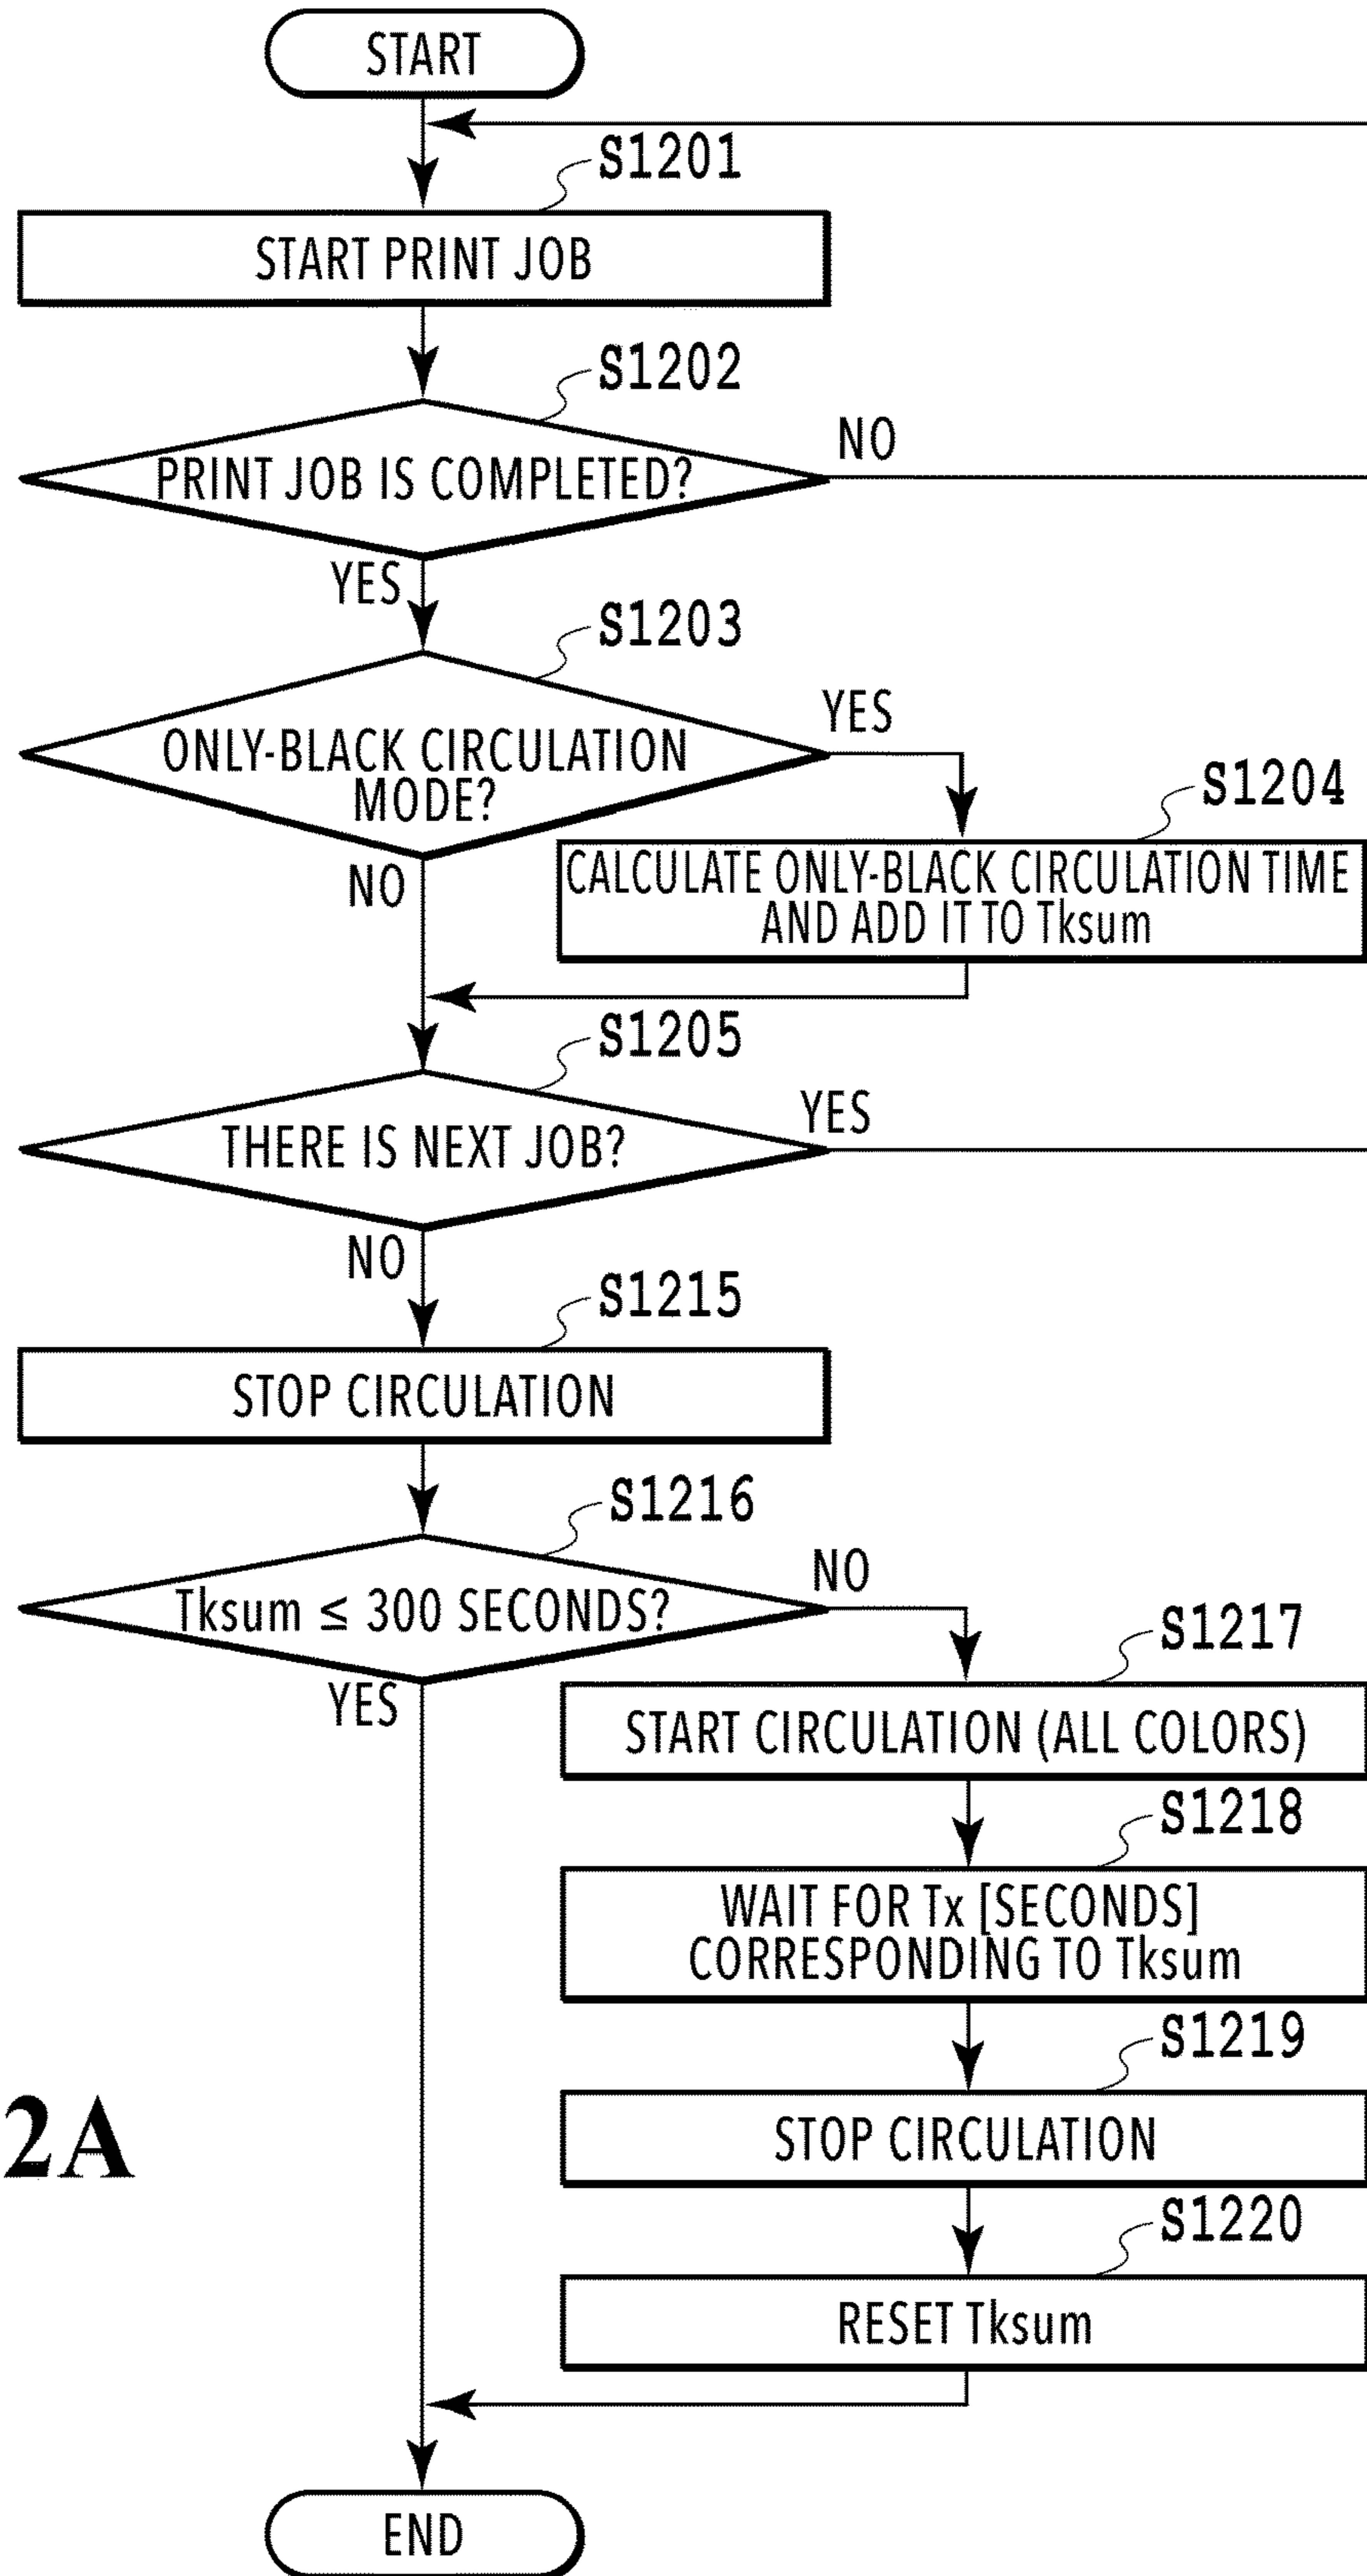 START
S1201
START PRINT JOB
S1202
PRINT JOB IS COMPLETED?
NO
YES
S1203
ONLY-BLACK CIRCULATION
MODE?
YES
NO
S1204
CALCULATE ONLY-BLACK CIRCULATION TIME
AND ADD IT TO Tksum
S1205
THERE IS NEXT JOB?
YES
NO
S1215
STOP CIRCULATION
S1216
Tksum ≤ 300 SECONDS?
NO
YES
S1217
START CIRCULATION (ALL COLORS)
S1218
WAIT FOR Tx [SECONDS]
CORRESPONDING TO Tksum
S1219
STOP CIRCULATION
2A
S1220
RESET Tksum
END